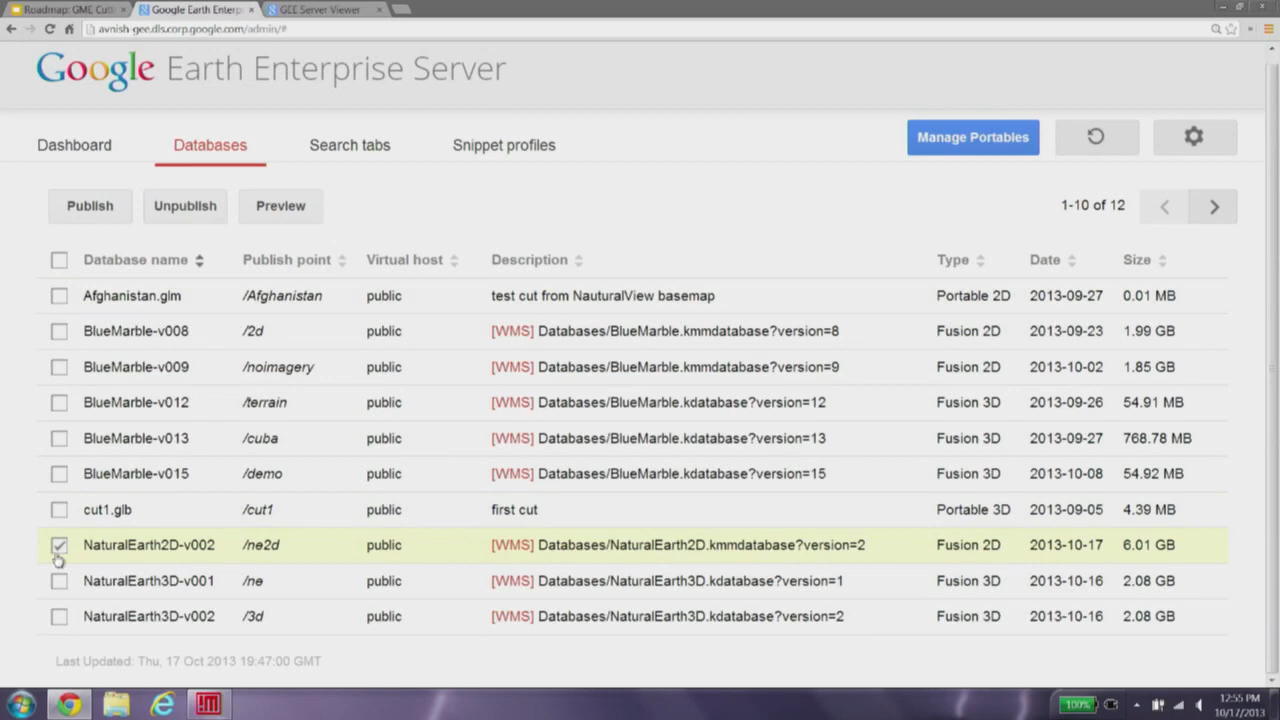 Roadmap: GME Cutt
Google Earth Enterp
GEE Server Viewer
avnish-gee.dls.corp.google.com/admin/#
Google Earth Enterprise Server
Dashboard Databases Search tabs Snippet profiles Manage Portables
Publish Unpublish Preview 1-10 of 12
Database name Publish point Virtual host Description Type Date Size
Afghanistan.glm /Afghanistan public test cut from NauturalView basemap Portable 2D 2013-09-27 0.01 MB
BlueMarble-v008 /2d public [WMS] Databases/BlueMarble.kmmdatabase?version=8 Fusion 2D 2013-09-23 1.99 GB
BlueMarble-v009 /noimagery public [WMS] Databases/BlueMarble.kmmdatabase?version=9 Fusion 2D 2013-10-02 1.85 GB
BlueMarble-v012 /terrain public [WMS] Databases/BlueMarble.kdatabase?version=12 Fusion 3D 2013-09-26 54.91 MB
BlueMarble-v013 /cuba public [WMS] Databases/BlueMarble.kdatabase?version=13 Fusion 3D 2013-09-27 768.78 MB
BlueMarble-v015 /demo public [WMS] Databases/BlueMarble.kdatabase?version=15 Fusion 3D 2013-10-08 54.92 MB
cut1.glb /cut1 public first cut Portable 3D 2013-09-05 4.39 MB
NaturalEarth2D-v002 /ne2d public [WMS] Databases/NaturalEarth2D.kmmdatabase?version=2 Fusion 2D 2013-10-17 6.01 GB
NaturalEarth3D-v001 /ne public [WMS] Databases/NaturalEarth3D.kdatabase?version=1 Fusion 3D 2013-10-16 2.08 GB
NaturalEarth3D-v002 /3d public [WMS] Databases/NaturalEarth3D.kdatabase?version=2 Fusion 3D 2013-10-16 2.08 GB
Last Updated: Thu, 17 Oct 2013 19:47:00 GMT
100%
12:55 PM
10/17/2013